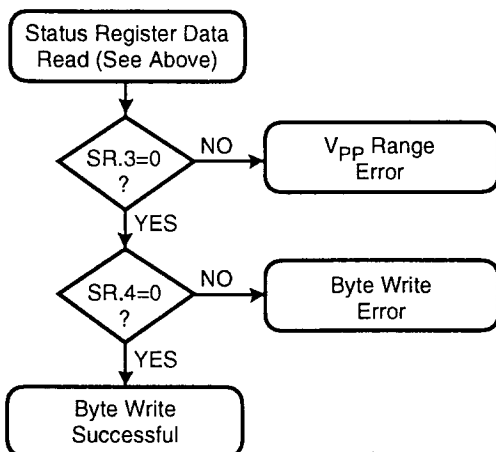 Status Register Data
Read (See Above)
SR.3=0
?
NO
VPP Range
Error
YES
SR.4=0
?
NO
Byte Write
Error
YES
Byte Write
Successful